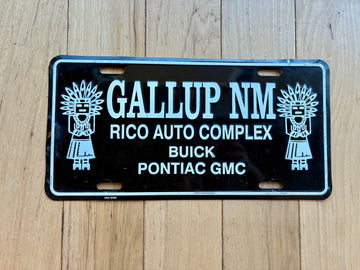 GALLUP NM
RICO AUTO COMPLEX
BUICK
PONTIAC GMC